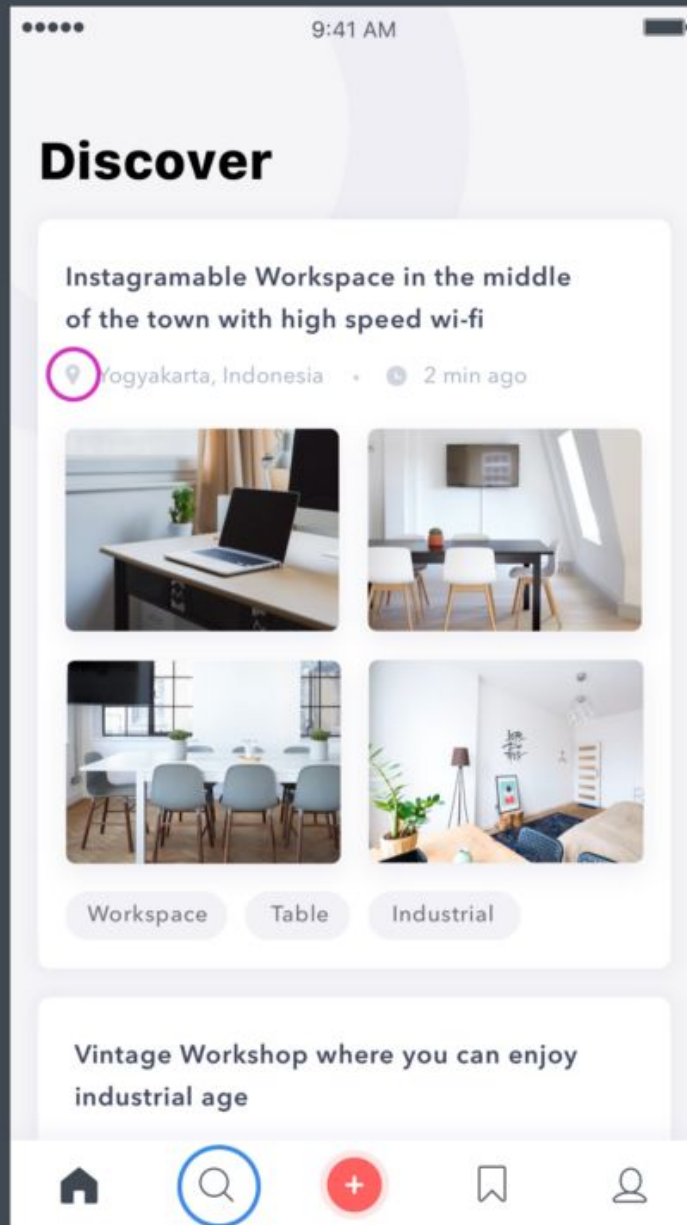 9:41 AM
Discover
Instagramable Workspace in the middle
of the town with high speed wi-fi
Yogyakarta, Indonesia • 2 min ago
Workspace Table Industrial
Vintage Workshop where you can enjoy
industrial age